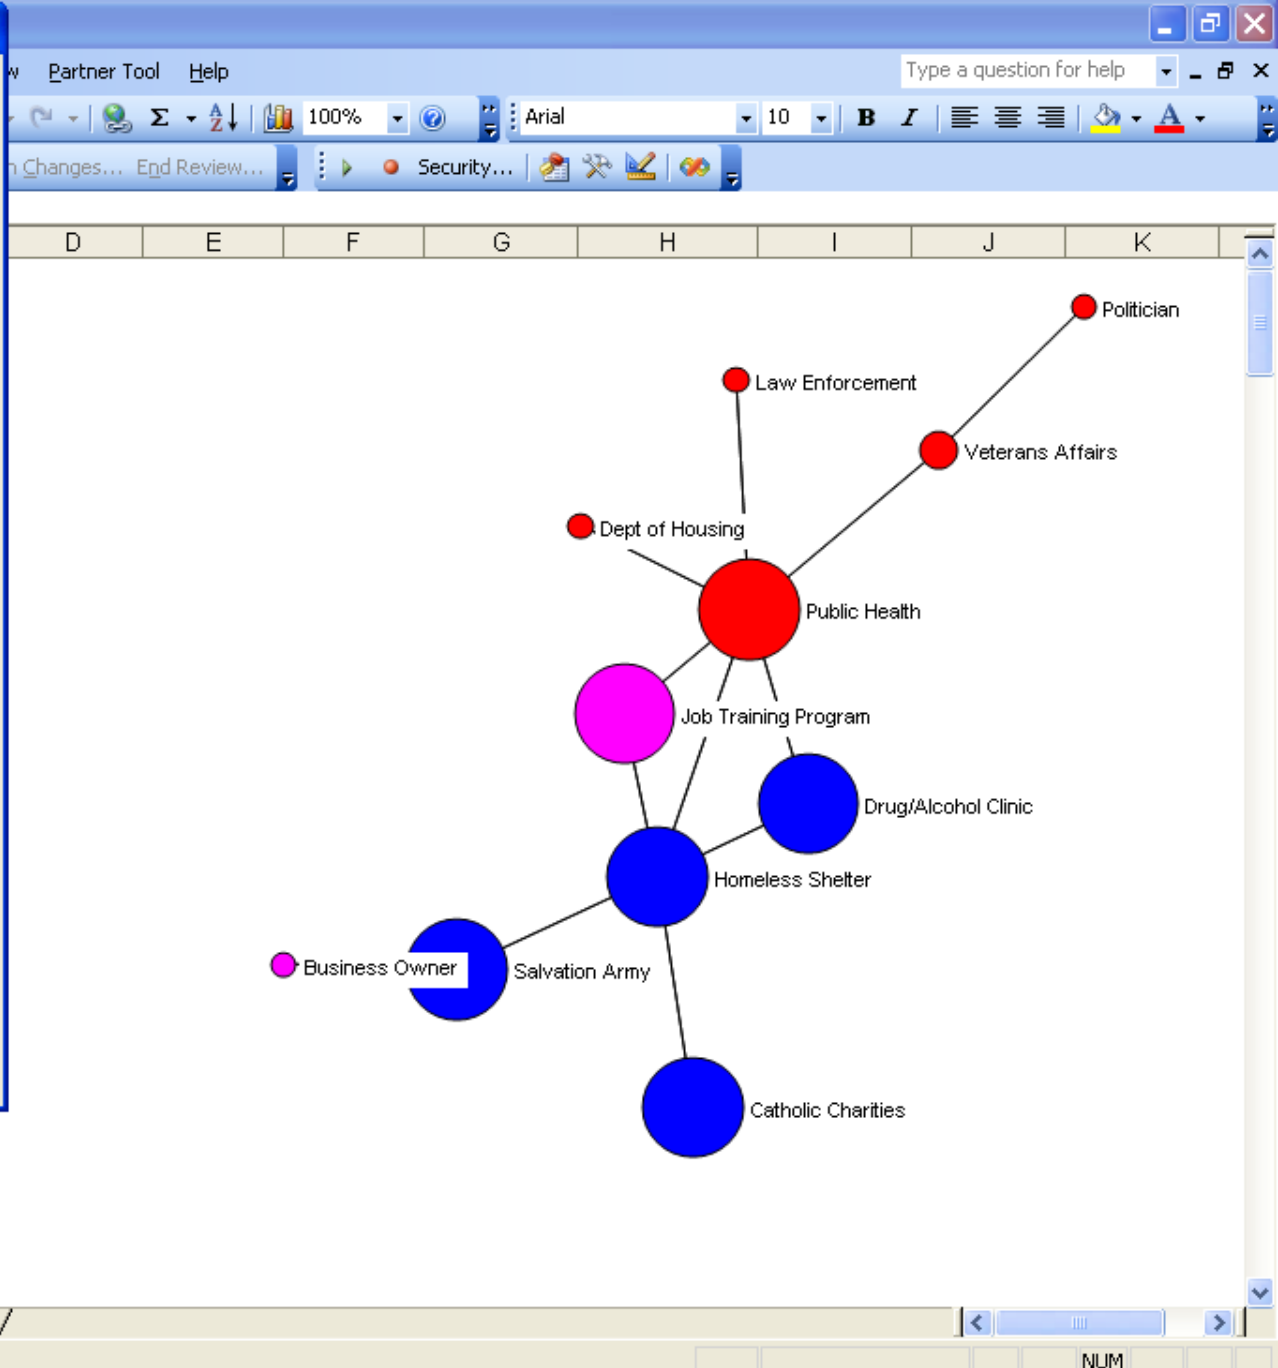 w Partner Tool Help Type a question for help
Σ A Z 100% Arial 10 B I A
n Changes... End Review... Security...
D E F G H I J K
Politician
Law Enforcement
Veterans Affairs
Dept of Housing
Public Health
Job Training Program
Drug/Alcohol Clinic
Homeless Shelter
Business Owner
Salvation Army
Catholic Charities
NUM